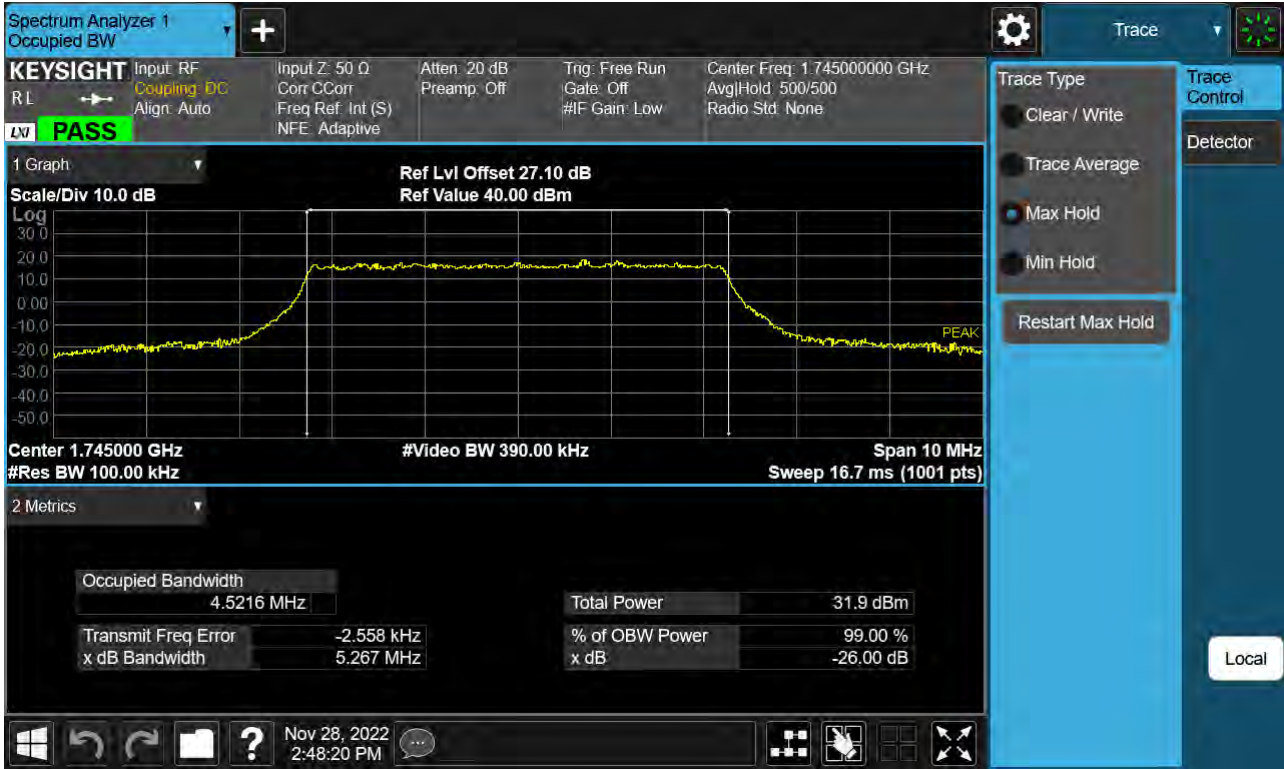 Spectrum Analyzer 1
Occupied BW
Trace
KEYSIGHT
R L
LXI
PASS
Input: RF
Coupling: DC
Align: Auto
Input Z: 50 Ω
Corr CCorr
Freq Ref: Int (S)
NFE: Adaptive
Atten: 20 dB
Preamp: Off
Trig: Free Run
Gate: Off
#IF Gain: Low
Center Freq: 1.745000000 GHz
Avg|Hold: 500/500
Radio Std: None
Trace Type
Clear / Write
Trace Average
Max Hold
Min Hold
Restart Max Hold
Trace
Control
Detector
Local
1 Graph
Scale/Div 10.0 dB
Ref Lvl Offset 27.10 dB
Ref Value 40.00 dBm
Log
30.0
20.0
10.0
0.00
-10.0
-20.0
-30.0
-40.0
-50.0
PEAK
Center 1.745000 GHz
#Video BW 390.00 kHz
Span 10 MHz
#Res BW 100.00 kHz
Sweep 16.7 ms (1001 pts)
2 Metrics
Occupied Bandwidth
4.5216 MHz
Total Power 31.9 dBm
Transmit Freq Error -2.558 kHz
% of OBW Power 99.00 %
x dB Bandwidth 5.267 MHz
x dB -26.00 dB
?
Nov 28, 2022
2:48:20 PM